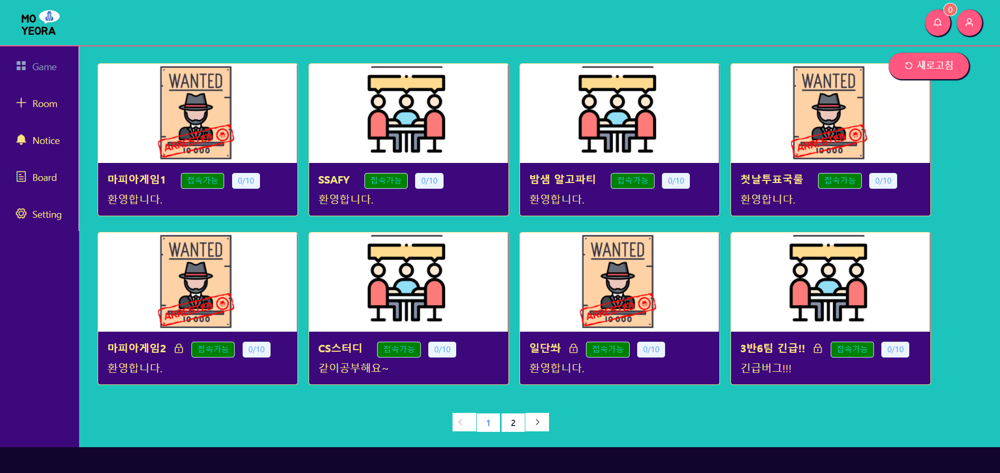 MO
YEORA
0
새로고침
Game
Room
Notice
Board
Setting
WANTED
ARRESTED
10 000
마피아게임1 접속가능 0/10
환영합니다.
SSAFY 접속가능 0/10
환영합니다.
밤샘 알고파티 접속가능 0/10
환영합니다.
WANTED
ARRESTED
10 000
첫날투표국룰 접속가능 0/10
환영합니다.
WANTED
ARRESTED
10 000
마피아게임2 접속가능 0/10
환영합니다.
CS스터디 접속가능 0/10
같이공부해요~
WANTED
ARRESTED
10 000
일단쏴 접속가능 0/10
환영합니다.
3반6팀 긴급!! 접속가능 0/10
긴급버그!!!
1 2